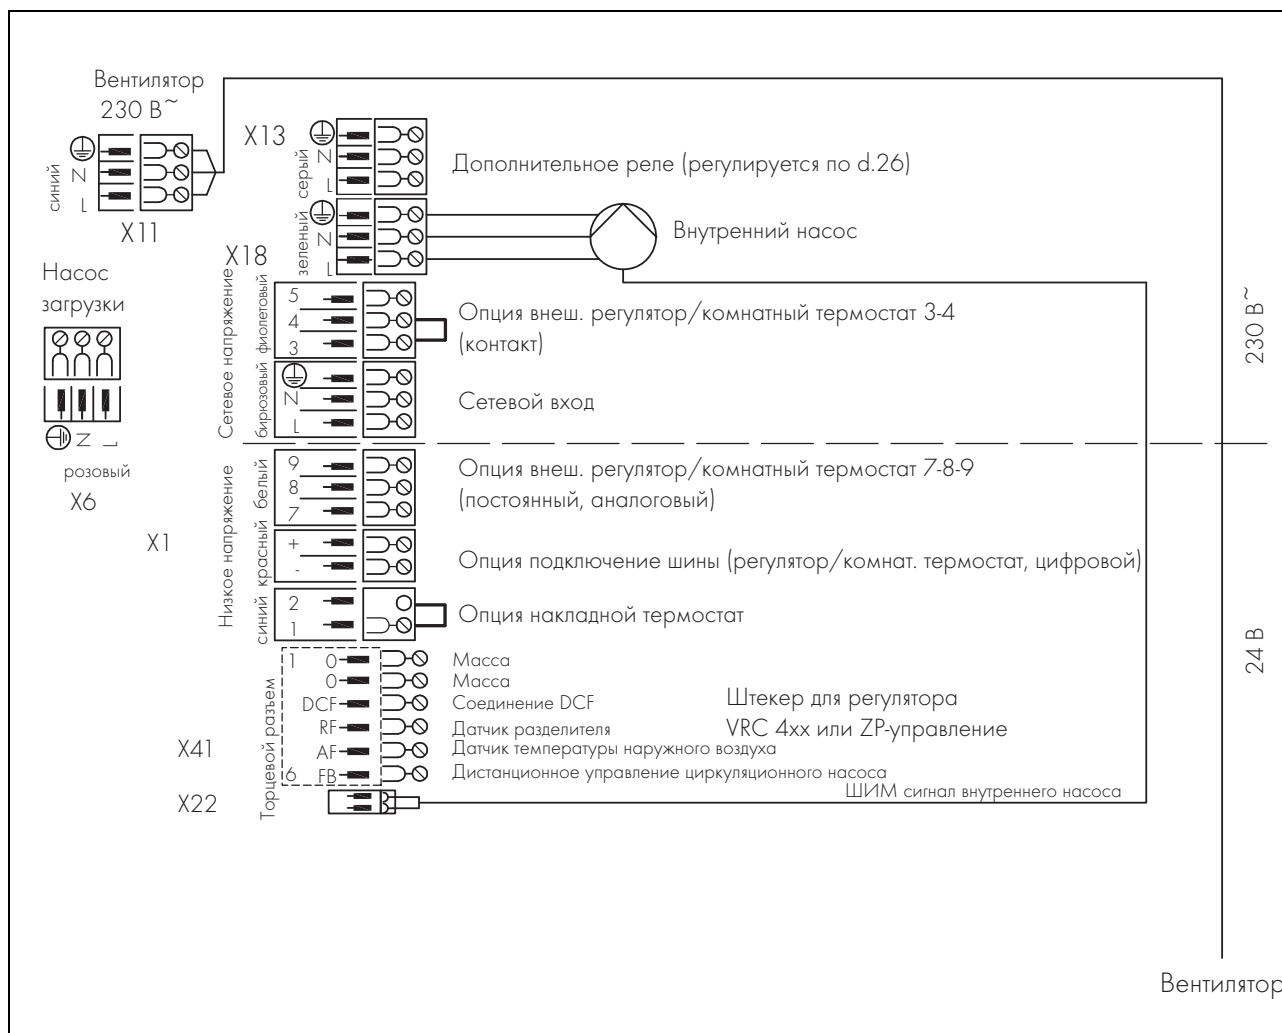 Вентилятор
230 В~
синий
N
L
X11
Насос
загрузки
N
L
розовый
X6
X13
серый
N
L
Дополнительное реле (регулируется по d.26)
X18
зеленый
N
L
Внутренний насос
Сетевое напряжение
фиолетовый
5
4
3
Опция внеш. регулятор/комнатный термостат 3-4
(контакт)
бирюзовый
N
L
Сетевой вход
230 В~
X1
Низкое напряжение
белый
9
8
7
Опция внеш. регулятор/комнатный термостат 7-8-9
(постоянный, аналоговый)
красный
+
-
Опция подключение шины (регулятор/комнат. термостат, цифровой)
синий
2
1
Опция накладной термостат
24 В
X41
Торцевой разъем
1 0 Масса
0 Масса
DCF Соединение DCF
RF Датчик разделителя
AF Датчик температуры наружного воздуха
6 FB Дистанционное управление циркуляционного насоса
Штекер для регулятора
VRC 4xx или ZP-управление
X22
ШИМ сигнал внутреннего насоса
Вентилятор